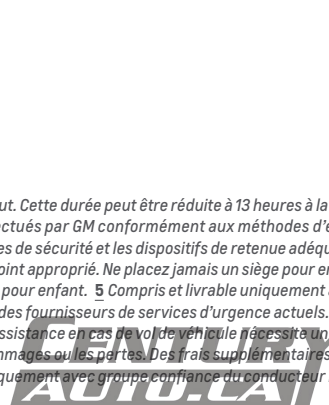 ut. Cette durée peut être réduite à 13 heures à la
ctués par GM conformément aux méthodes d'é
es de sécurité et les dispositifs de retenue adéqu
oint approprié. Ne placez jamais un siège pour en
pour enfant. 5 Compris et livrable uniquement a
des fournisseurs de services d'urgence actuels.
assistance en cas de vol de véhicule nécessite un
mmages ou les pertes. Des frais supplémentaires
quement avec groupe confiance du conducteur
CENTURY
AUTO.CA